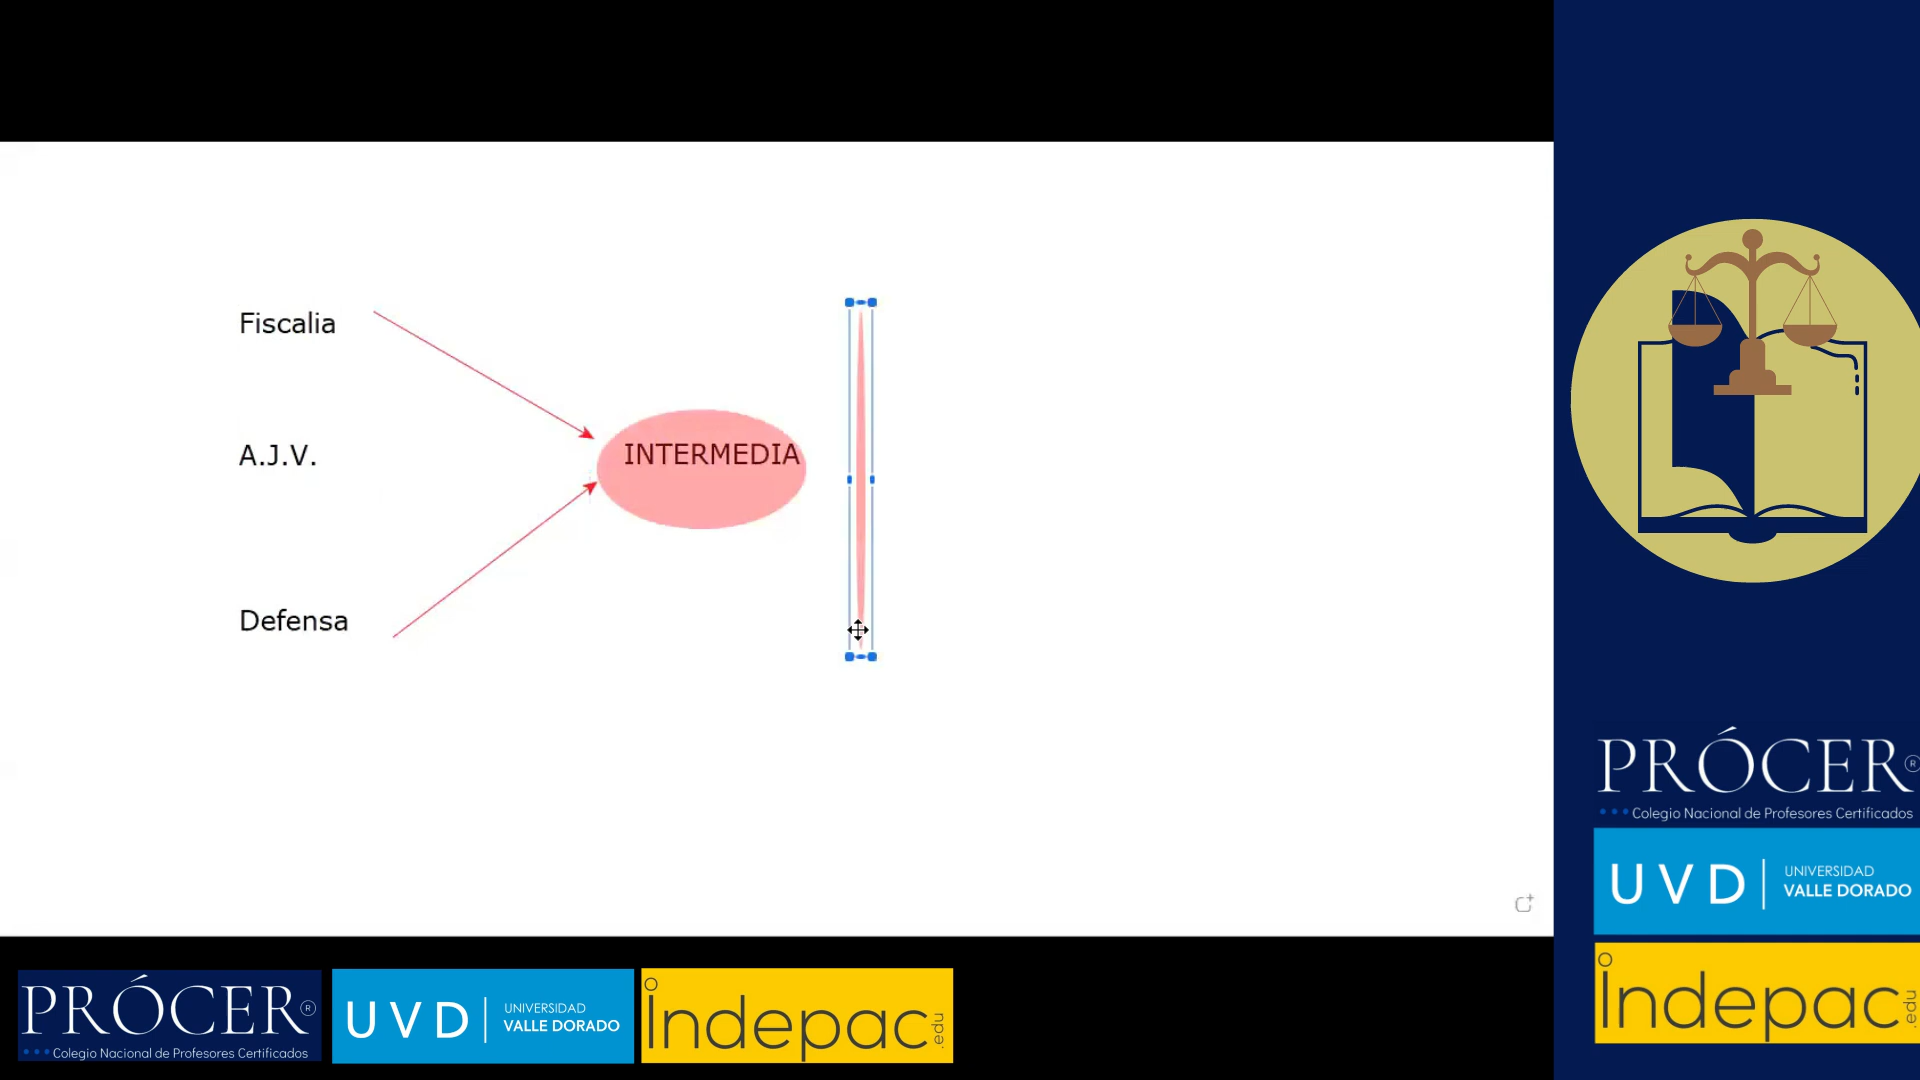 Fiscalia
A.J.V.
INTERMEDIA
Defensa
PRÓCER®
Colegio Nacional de Profesores Certificados
UVD | UNIVERSIDAD
VALLE DORADO
indepac.edu
PRÓCER®
Colegio Nacional de Profesores Certificados
UVD | UNIVERSIDAD
VALLE DORADO
indepac.edu